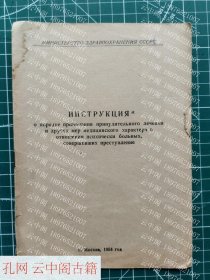 МИНИСТЕРСТВО ЗДРАВООХРАНЕНИЯ СССР
ИНСТРУКЦИЯ
о порядке применения принудительного лечения
и других мер медицинского характера в
отношении психически больных,
совершивших преступления
г. Москва, 1954 год
孔网 云中阁古籍